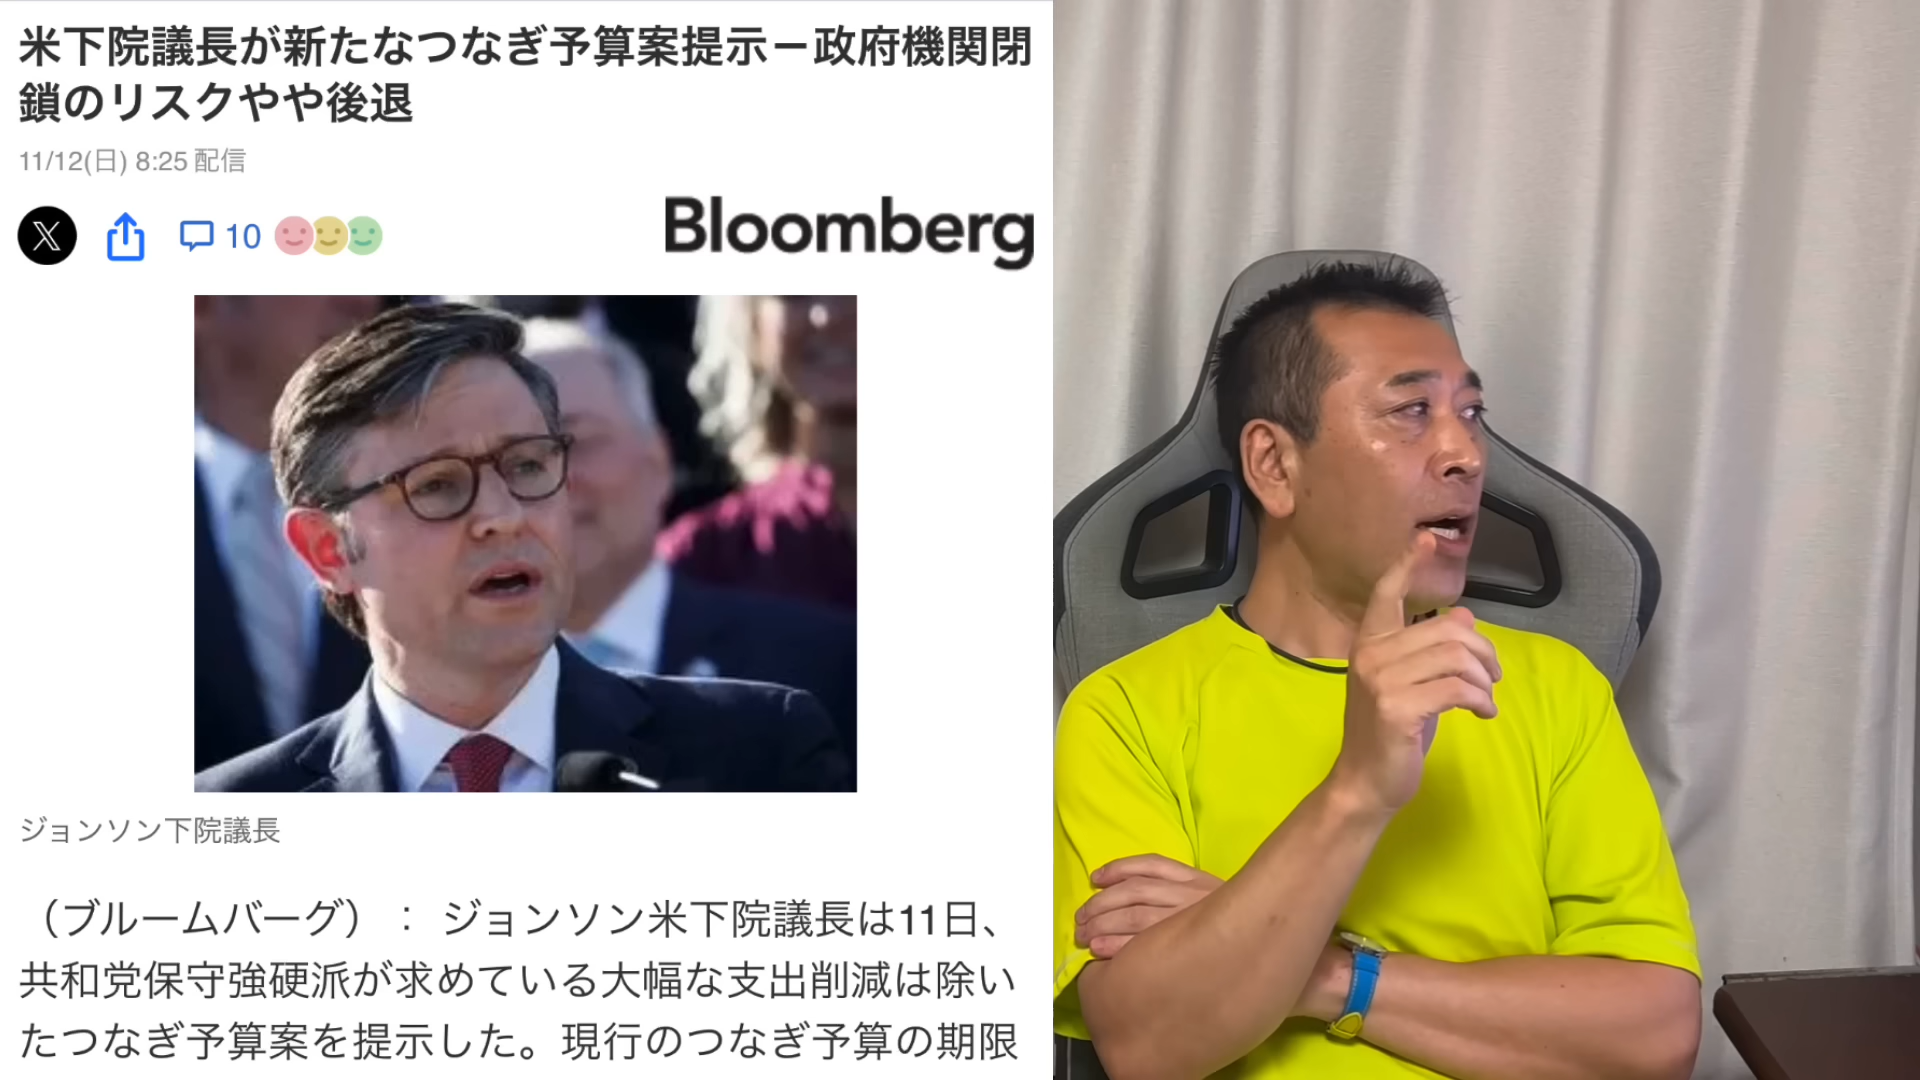 米下院議長が新たなつなぎ予算案提示－政府機関閉
鎖のリスクやや後退
11/12(日) 8:25 配信
10
Bloomberg
ジョンソン下院議長
（ブルームバーグ）： ジョンソン米下院議長は11日、
共和党保守強硬派が求めている大幅な支出削減は除い
たつなぎ予算案を提示した。現行のつなぎ予算の期限